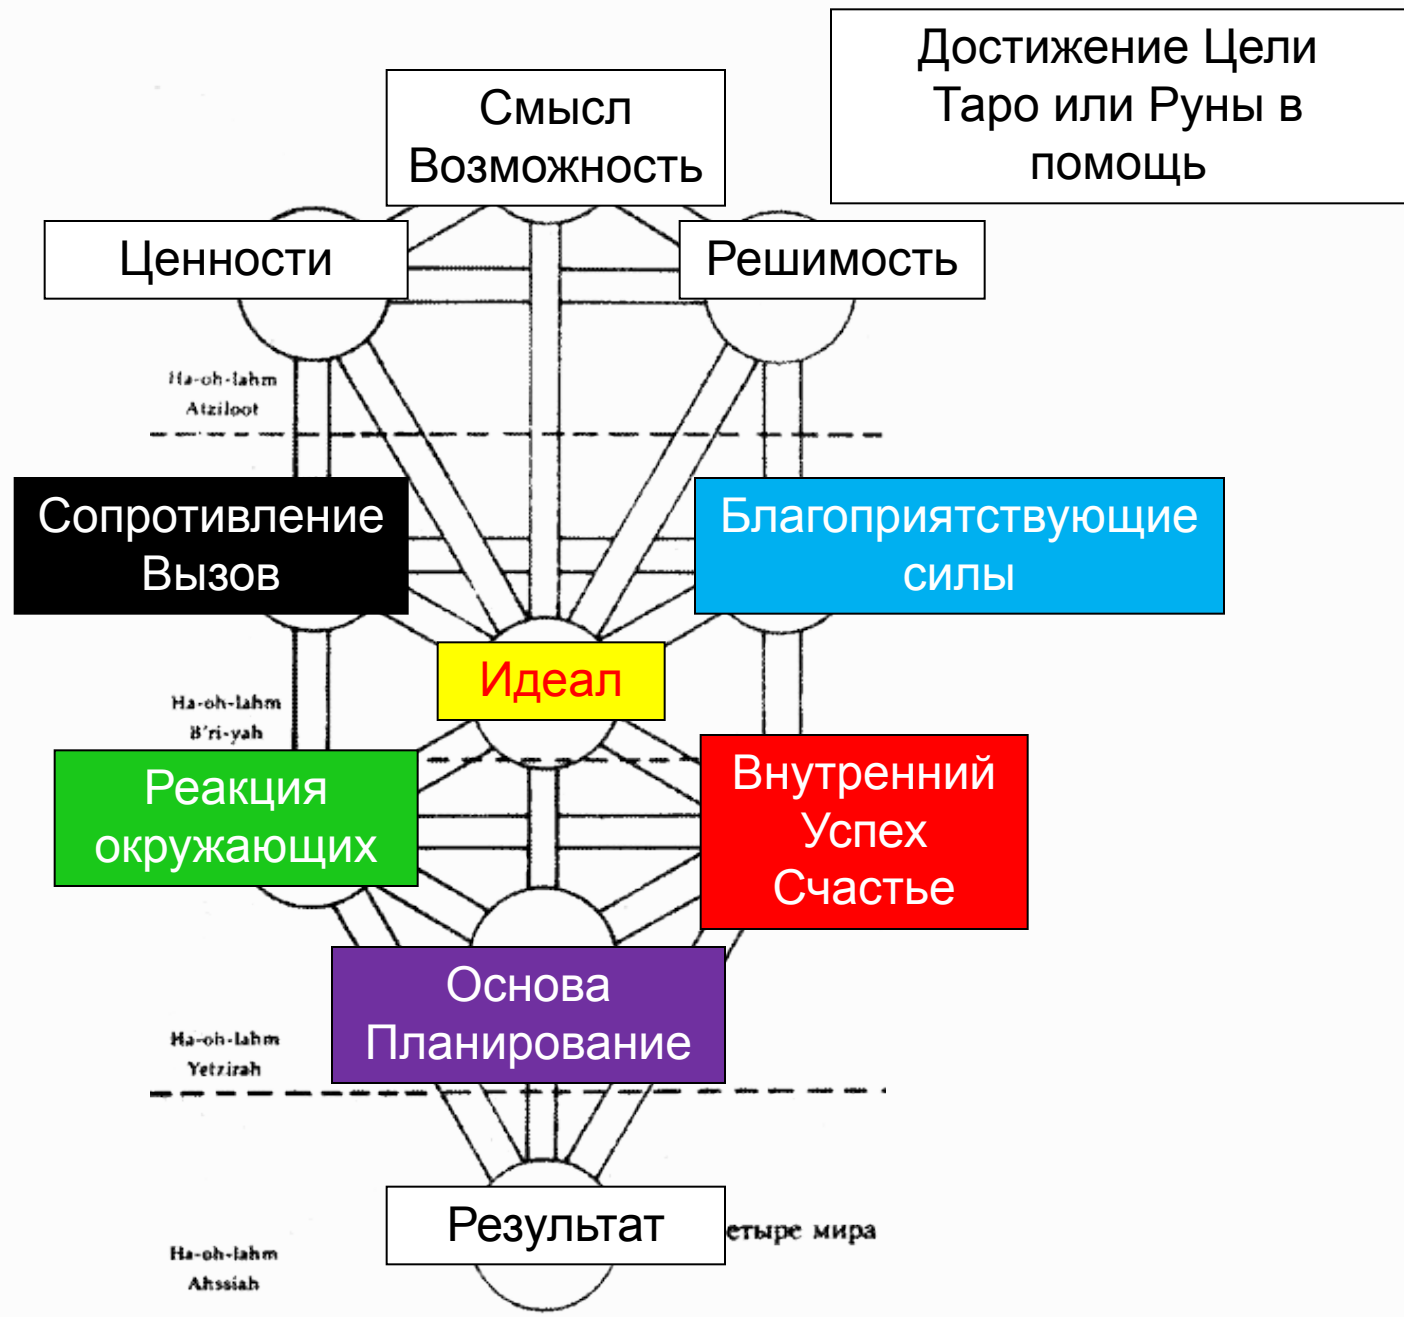 Достижение Цели
Таро или Руны в
помощь
Смысл
Возможность
Ценности
Решимость
Ha-oh-lahm
Atziloot
Сопротивление
Вызов
Благоприятствующие
силы
Идеал
Ha-oh-lahm
B'ri-yah
Реакция
окружающих
Внутренний
Успех
Счастье
Основа
Планирование
Ha-oh-lahm
Yetzirah
Результат
етыре мира
Ha-oh-lahm
Ahssiah